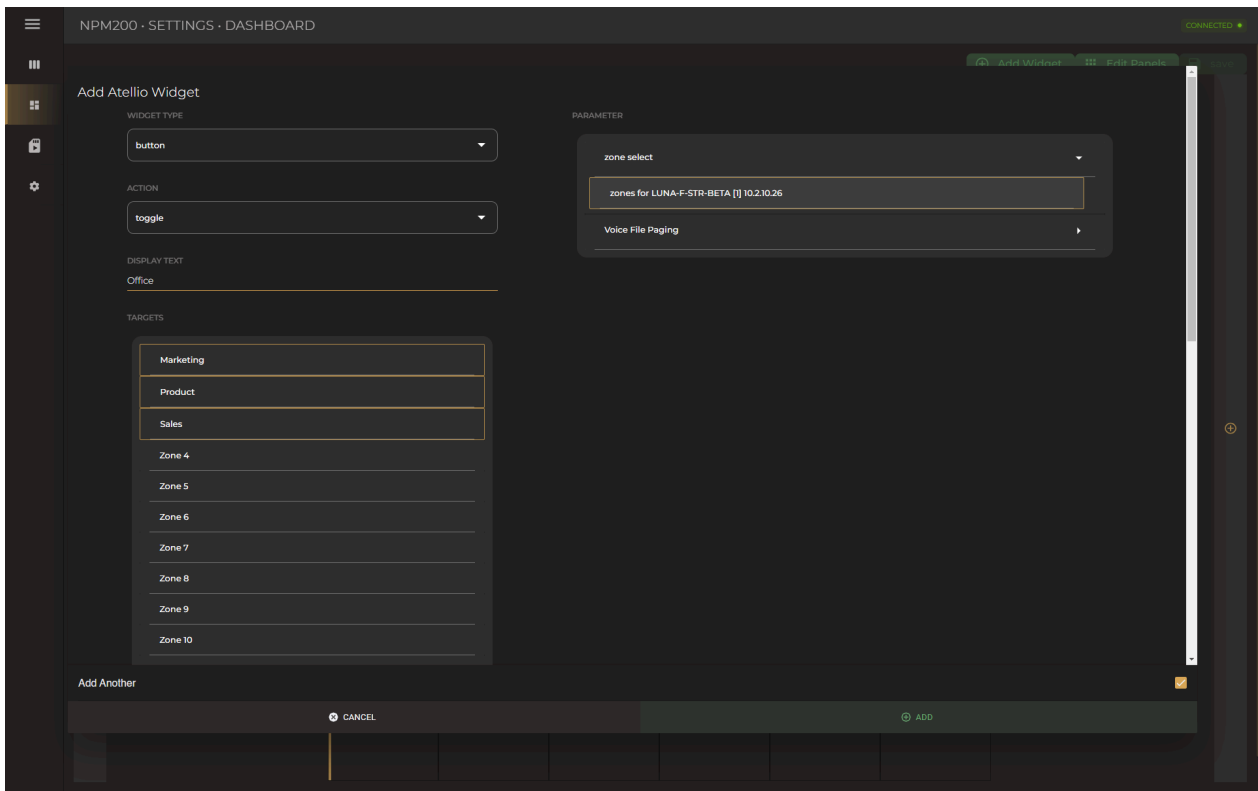 NPM200 • SETTINGS • DASHBOARD
CONNECTED
Add Widget
Edit Panels
SAVE
Add Atellio Widget
WIDGET TYPE
button
ACTION
toggle
DISPLAY TEXT
Office
TARGETS
Marketing
Product
Sales
Zone 4
Zone 5
Zone 6
Zone 7
Zone 8
Zone 9
Zone 10
PARAMETER
zone select
zones for LUNA-F-STR-BETA [1] 10.2.10.26
Voice File Paging
Add Another
CANCEL
ADD